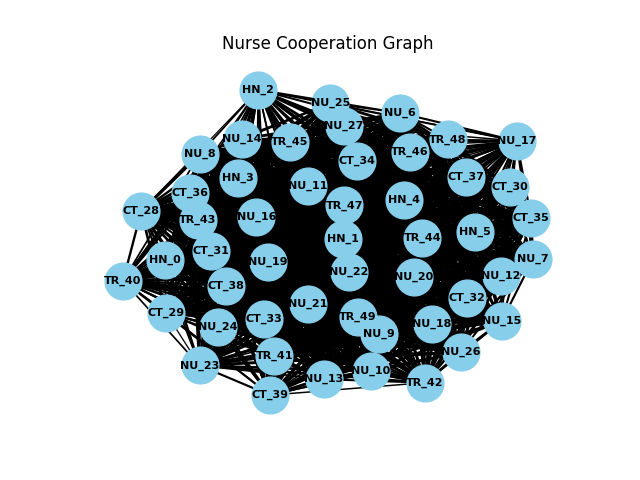 Nurse Cooperation Graph
HN_2
NU_25
NU_6
NU_27
NU_14
TR_45
TR_48
NU_17
NU_8
TR_46
CT_34
HN_3
CT_37
NU_11
CT_30
CT_36
HN_4
TR_47
CT_28
NU_16
TR_43
CT_35
HN_5
HN_1
TR_44
CT_31
HN_0
NU_19
NU_7
NU_22
NU_20
NU_12
TR_40
CT_38
CT_32
NU_21
CT_29
TR_49
CT_33
NU_15
NU_18
NU_24
NU_9
NU_26
TR_41
NU_23
NU_10
NU_13
TR_42
CT_39